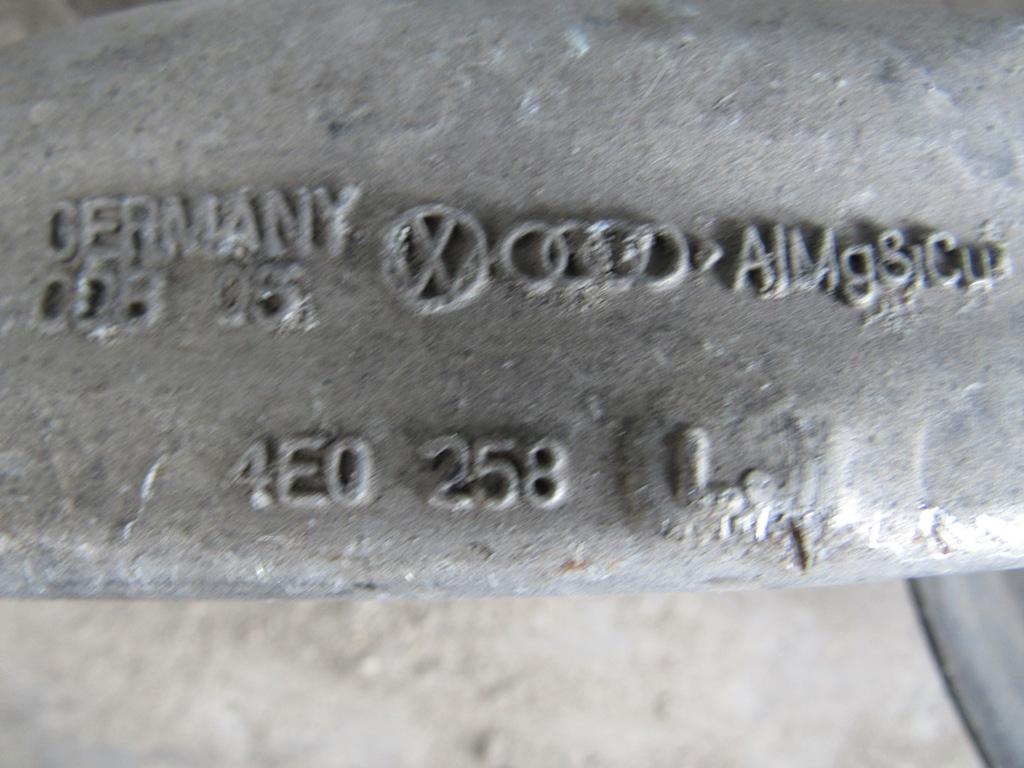 GERMANY >AlMgSiCu
4E0 258 L